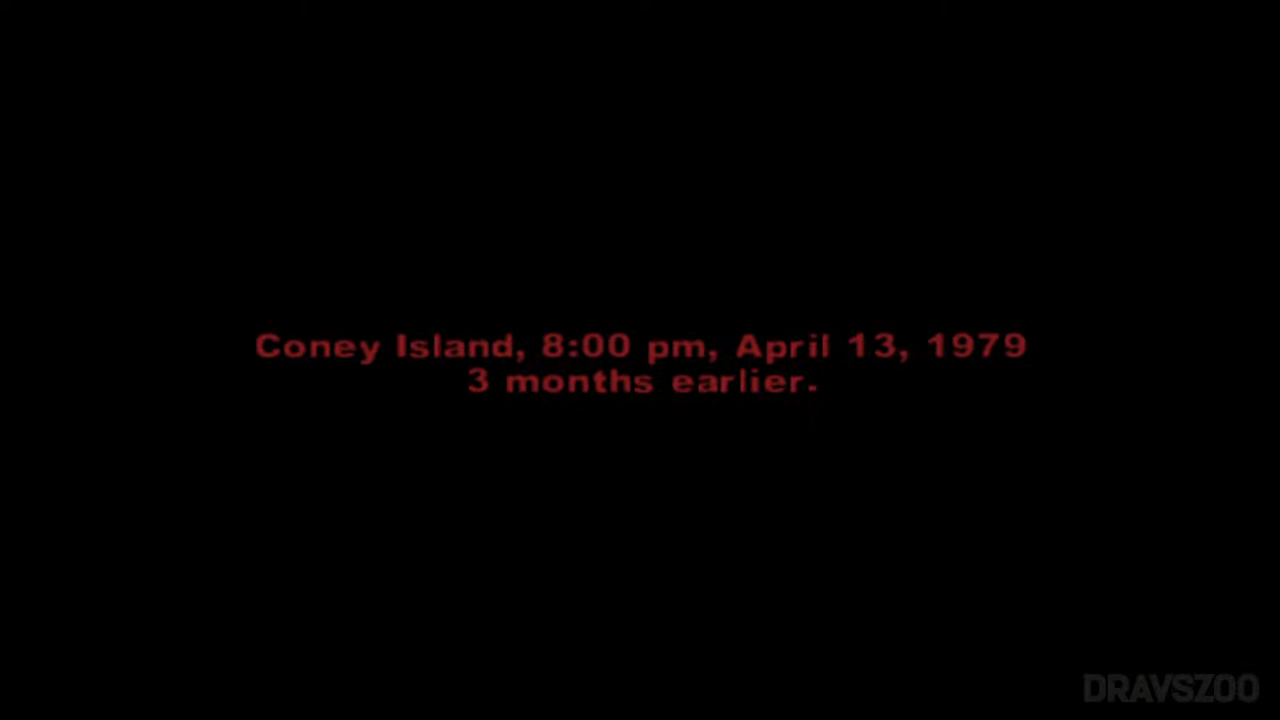 Coney Island, 8:00 pm, April 13, 1979
3 months earlier.
DRAVSZOO